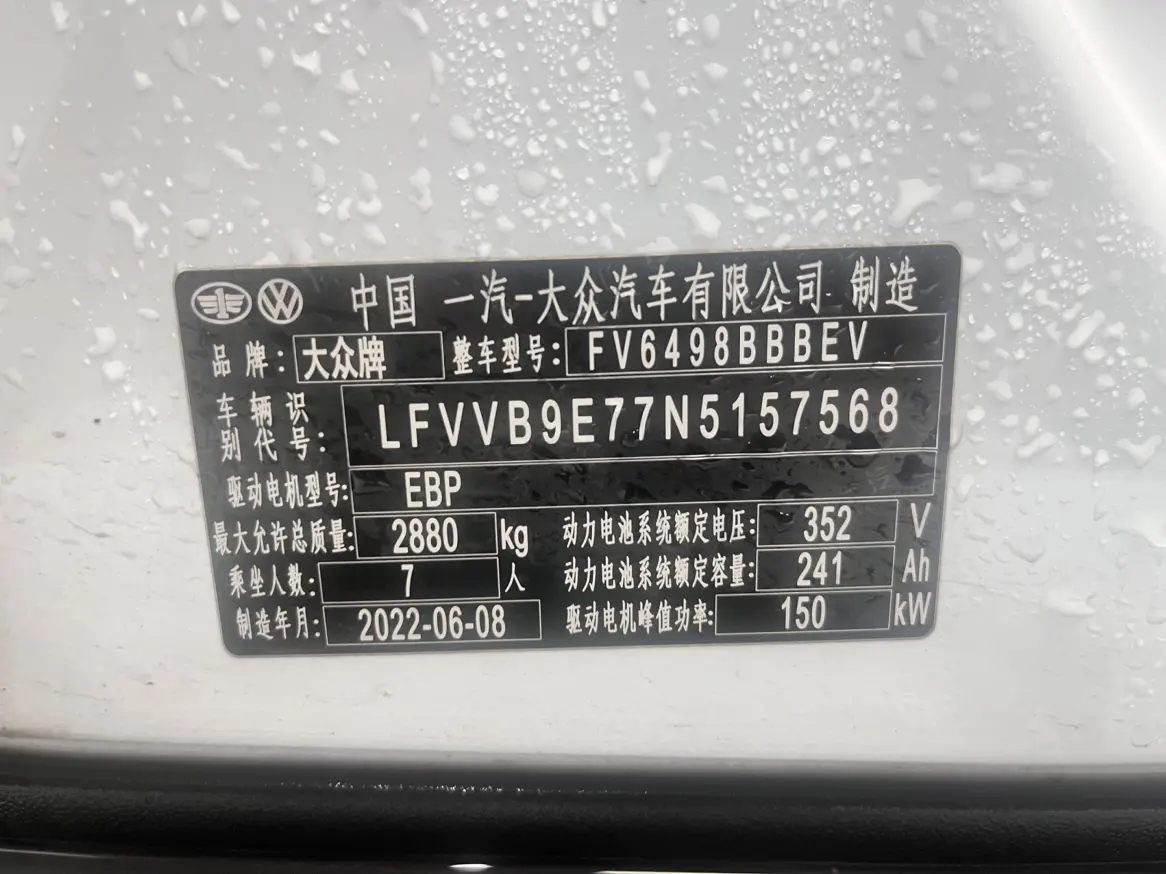 中国 一汽-大众汽车有限公司 制造
品牌: 大众牌 整车型号: FV6498BBBEV
车辆识别代号: LFVVB9E77N5157568
驱动电机型号: EBP
最大允许总质量: 2880 kg 动力电池系统额定电压: 352 V
乘坐人数: 7 人 动力电池系统额定容量: 241 Ah
制造年月: 2022-06-08 驱动电机峰值功率: 150 kW